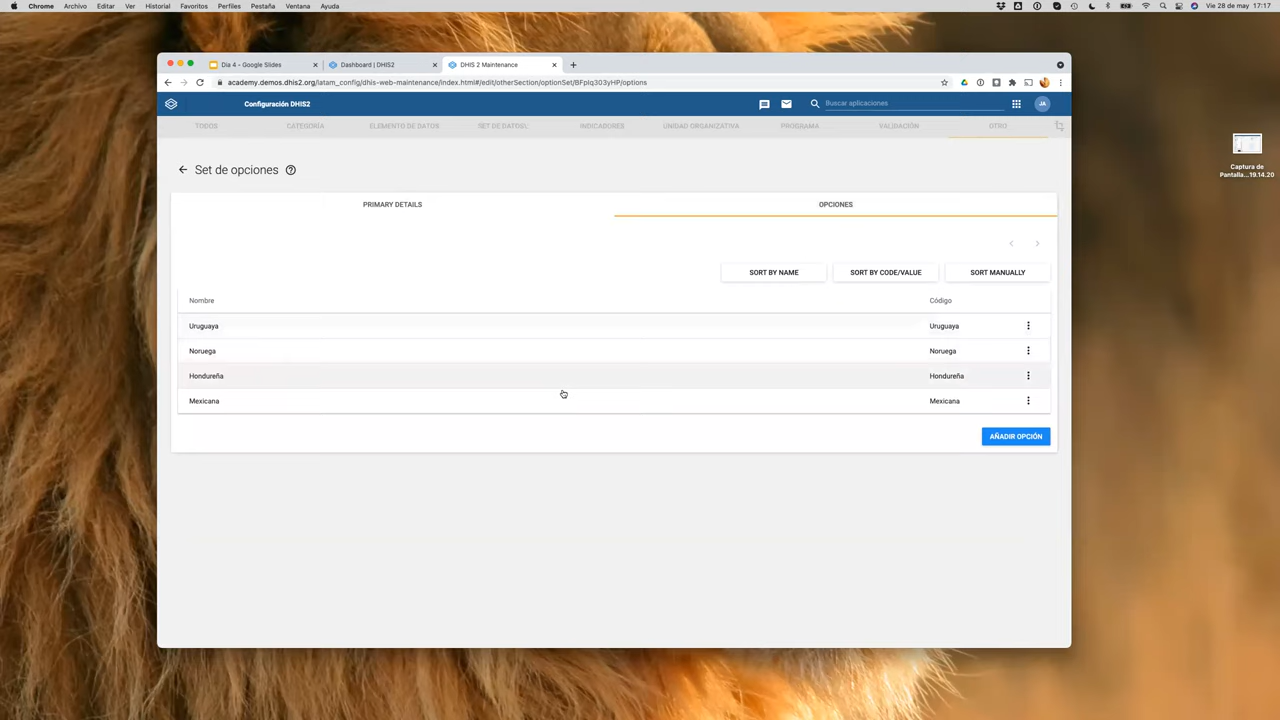 Chrome Archivo Editar Ver Historial Favoritos Perfiles Pestaña Ventana Ayuda Vie 28 de may 17:17
Dia 4 - Google Slides Dashboard | DHIS2 DHIS 2 Maintenance
academy.demos.dhis2.org/latam_config/dhis-web-maintenance/index.html#/edit/otherSection/optionSet/BFpIq303yHP/options
Configuración DHIS2 Buscar aplicaciones JA
TODOS CATEGORÍA ELEMENTO DE DATOS SET DE DATOS\: INDICADORES UNIDAD ORGANIZATIVA PROGRAMA VALIDACIÓN OTRO
Captura de
Pantalla...19.14.20
Set de opciones
PRIMARY DETAILS OPCIONES
SORT BY NAME SORT BY CODE/VALUE SORT MANUALLY
Nombre Código
Uruguaya Uruguaya
Noruega Noruega
Hondureña Hondureña
Mexicana Mexicana
AÑADIR OPCIÓN